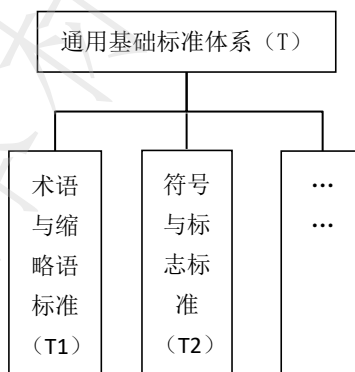 通用基础标准体系（T）
术语
与缩
略语
标准
（T1）
符号
与标
志标
准
（T2）
…
…